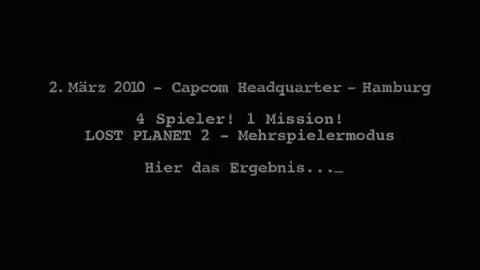 2. März 2010 - Capcom Headquarter - Hamburg
4 Spieler! 1 Mission!
LOST PLANET 2 - Mehrspielermodus
Hier das Ergebnis..._